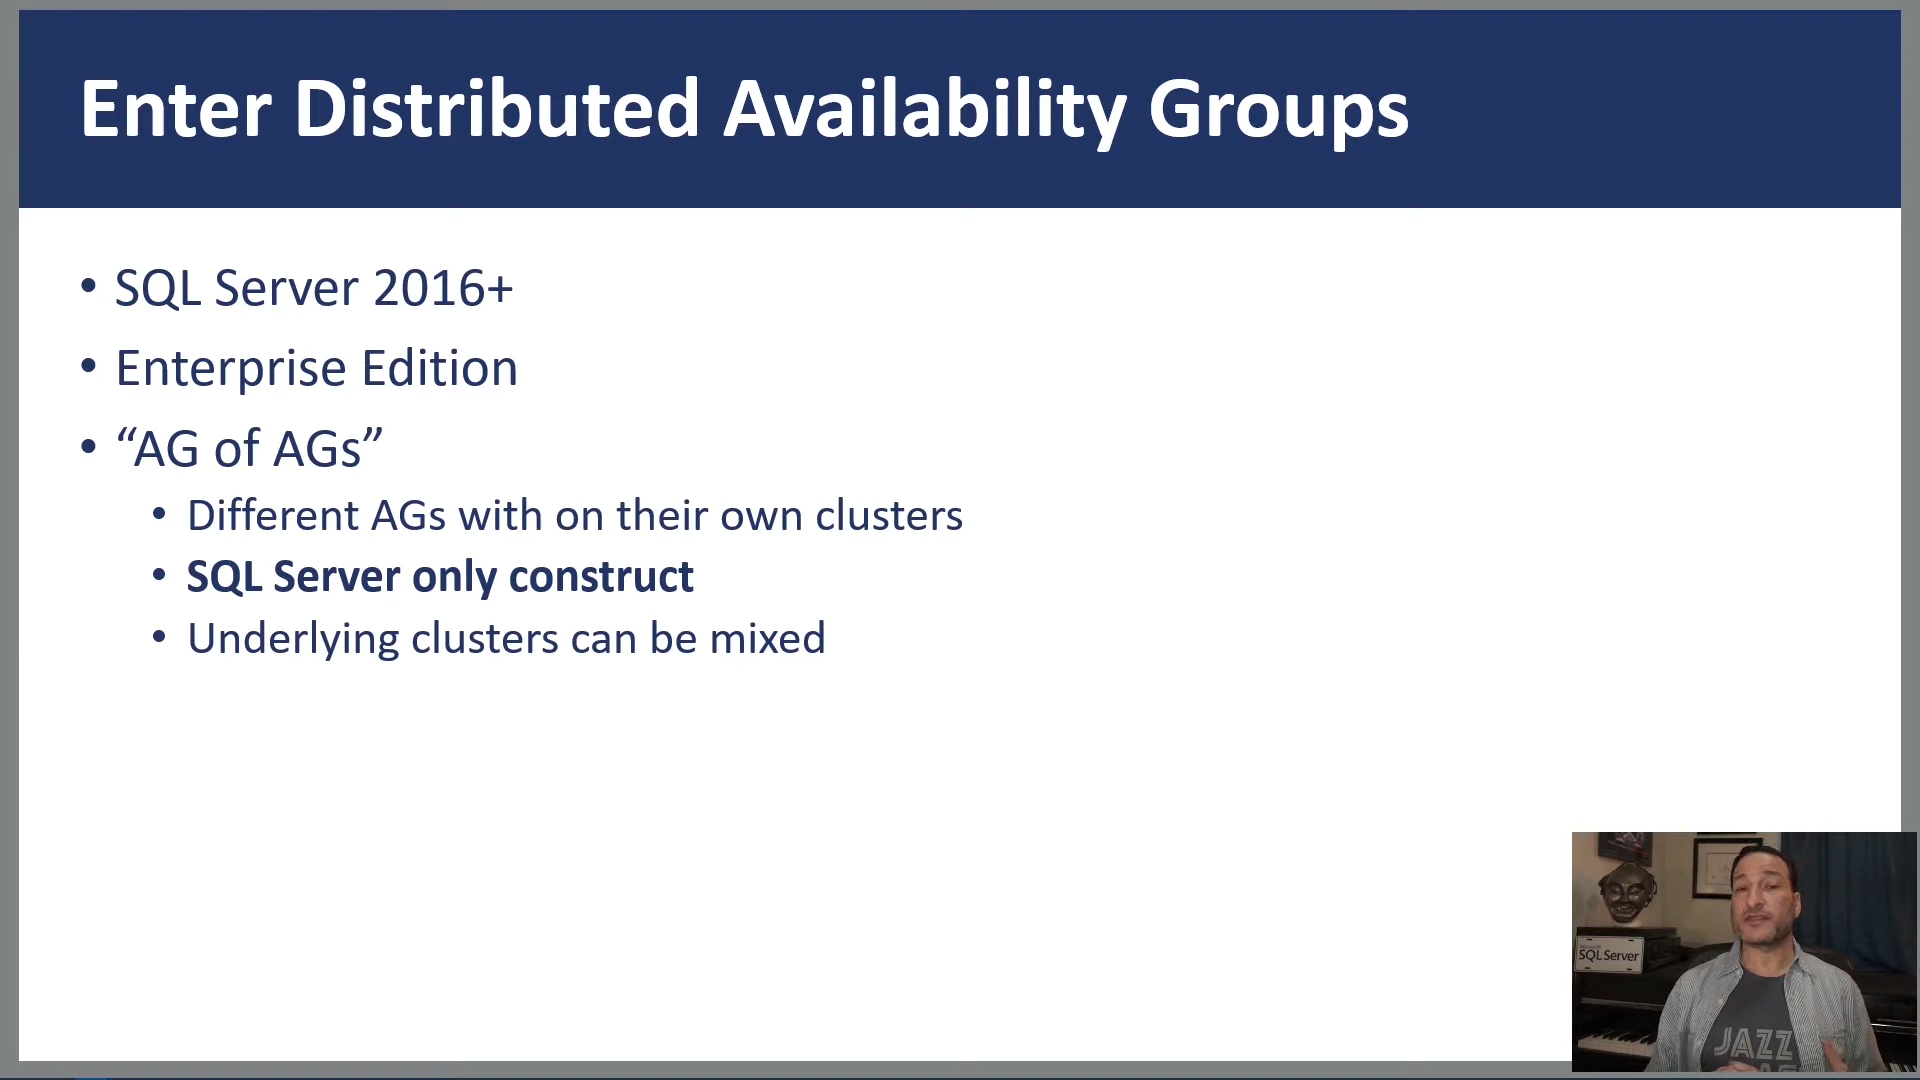 Enter Distributed Availability Groups
• SQL Server 2016+
• Enterprise Edition
• “AG of AGs”
• Different AGs with on their own clusters
• SQL Server only construct
• Underlying clusters can be mixed
SQL Server
JAZZ